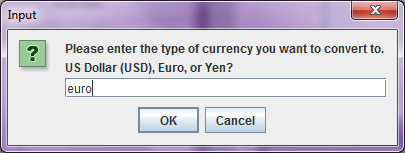 Input
Please enter the type of currency you want to convert to.
US Dollar (USD), Euro, or Yen?
euro
OK Cancel